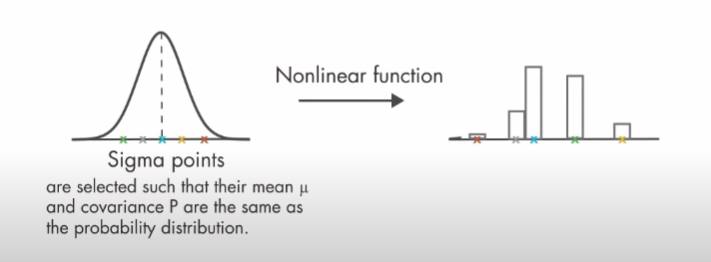 Nonlinear function
Sigma points
are selected such that their mean μ
and covariance P are the same as
the probability distribution.